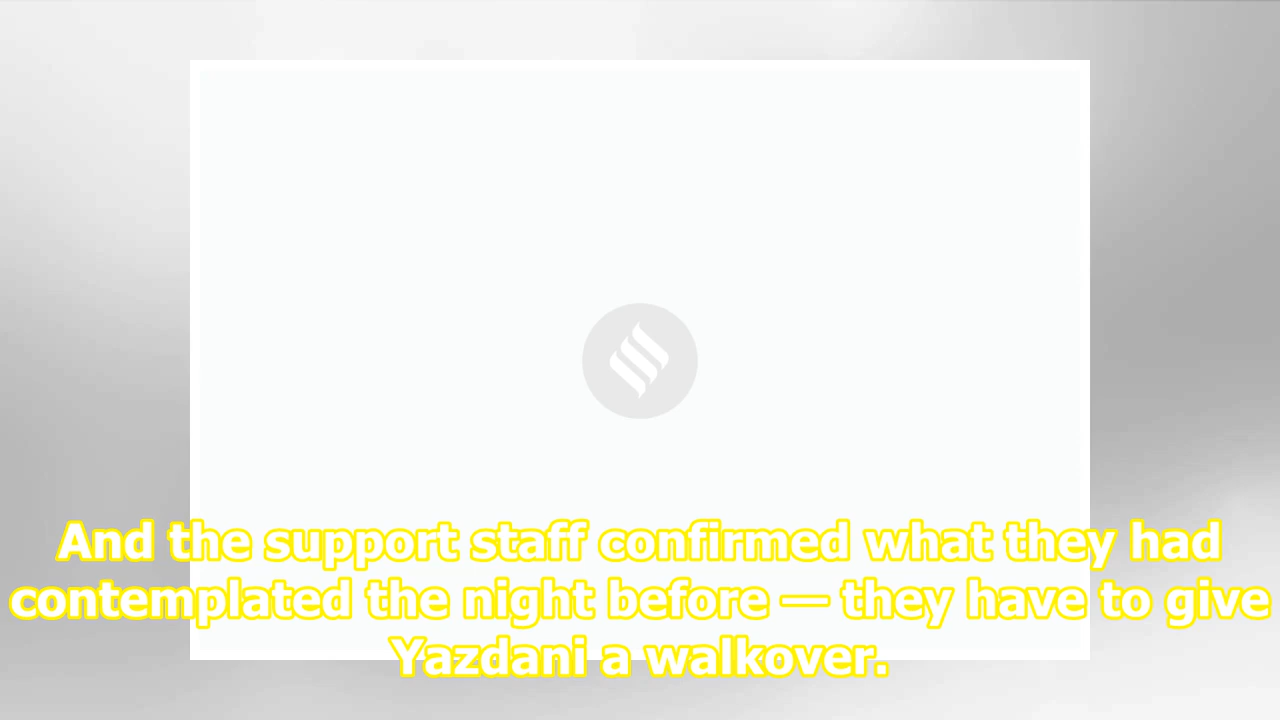 And the support staff confirmed what they had
contemplated the night before — they have to give
Yazdani a walkover.